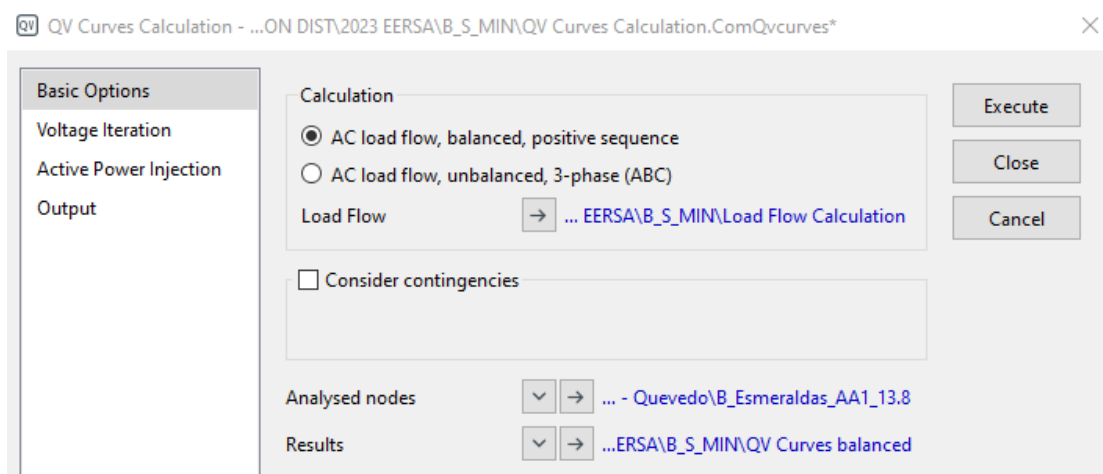 QV Curves Calculation - ...ON DIST\2023 EERSA\B_S_MIN\QV Curves Calculation.ComQvcurves*
Basic Options
Voltage Iteration
Active Power Injection
Output
Calculation
AC load flow, balanced, positive sequence
AC load flow, unbalanced, 3-phase (ABC)
Load Flow ... EERSA\B_S_MIN\Load Flow Calculation
Consider contingencies
Analysed nodes ... - Quevedo\B_Esmeraldas_AA1_13.8
Results ...ERSA\B_S_MIN\QV Curves balanced
Execute
Close
Cancel